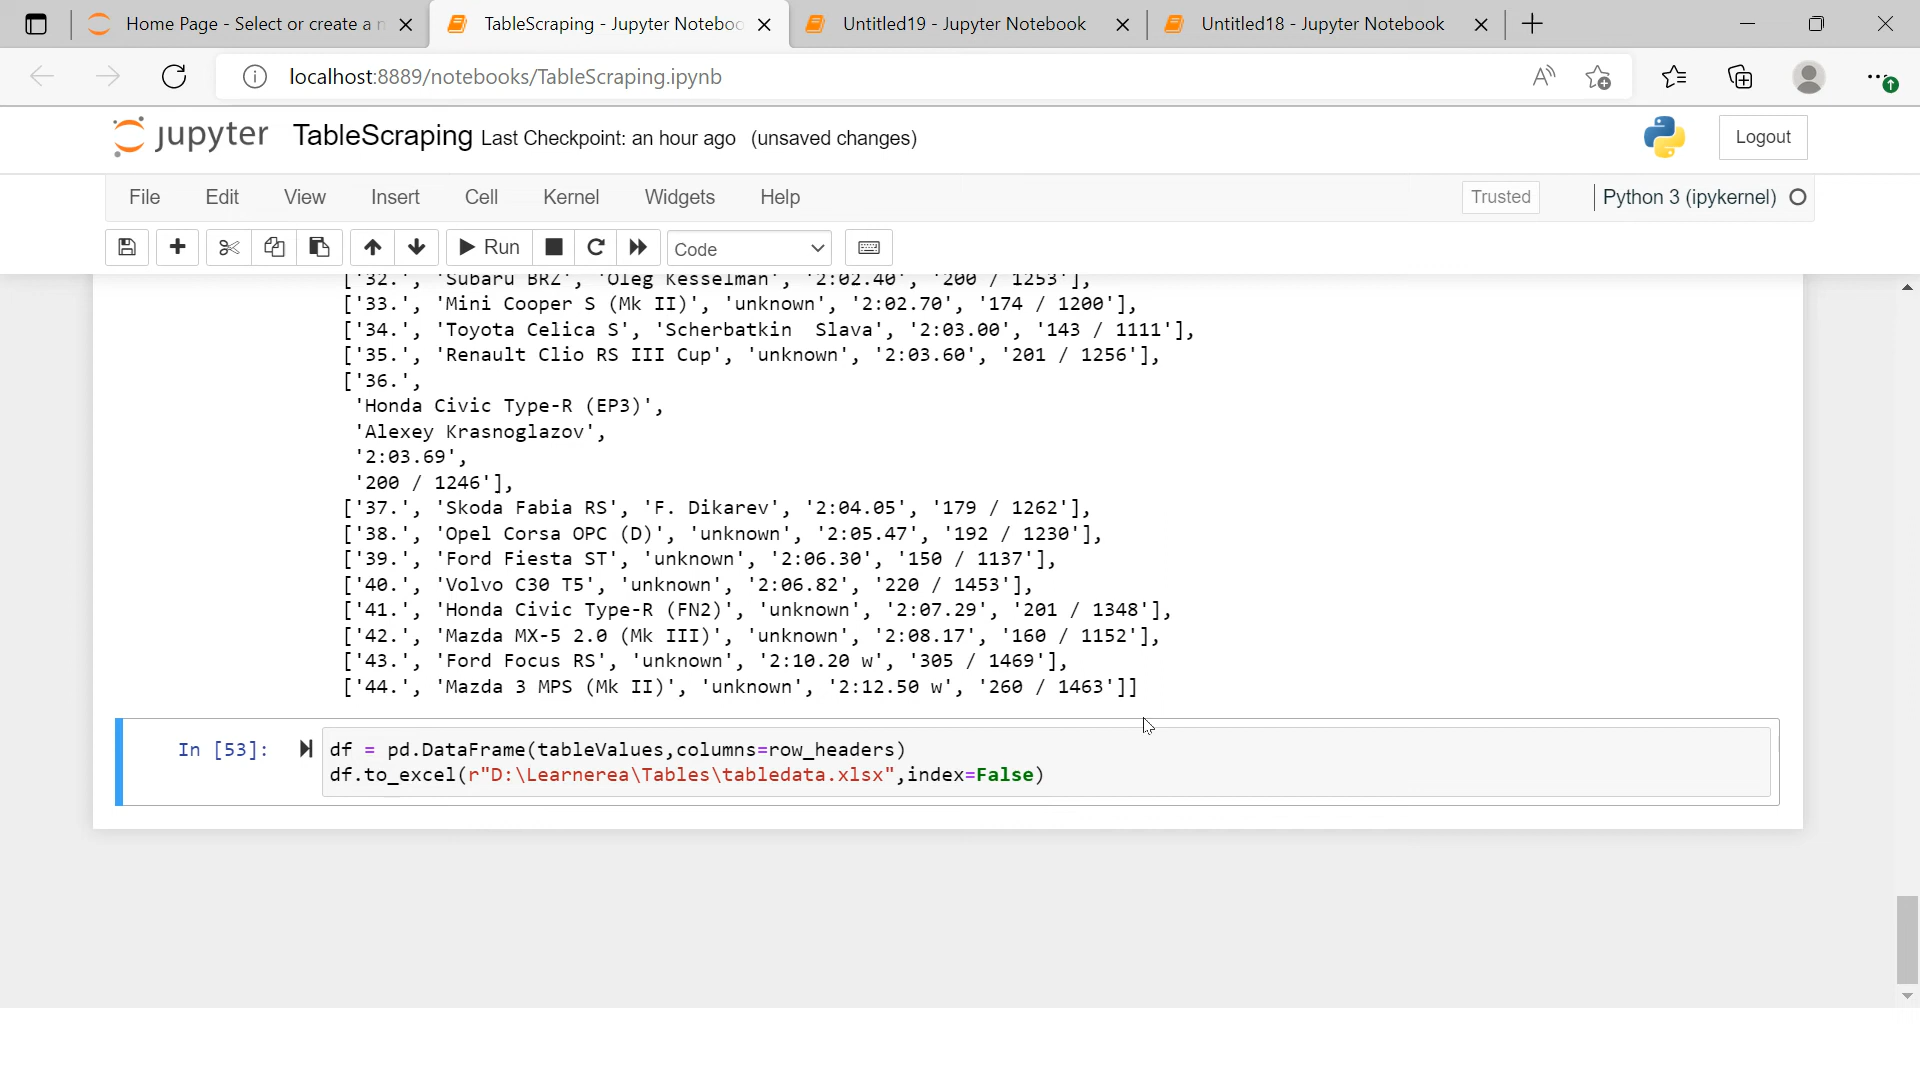 Home Page - Select or create a n
TableScraping - Jupyter Noteboo
Untitled19 - Jupyter Notebook
Untitled18 - Jupyter Notebook
localhost:8889/notebooks/TableScraping.ipynb
jupyter TableScraping Last Checkpoint: an hour ago (unsaved changes)
Logout
File Edit View Insert Cell Kernel Widgets Help
Trusted
Python 3 (ipykernel)
Run
Code
['32.', 'Subaru BRZ', 'Oleg Kesselman', '2:02.40', '200 / 1253'],
['33.', 'Mini Cooper S (Mk II)', 'unknown', '2:02.70', '174 / 1200'],
['34.', 'Toyota Celica S', 'Scherbatkin  Slava', '2:03.00', '143 / 1111'],
['35.', 'Renault Clio RS III Cup', 'unknown', '2:03.60', '201 / 1256'],
['36.',
'Honda Civic Type-R (EP3)',
'Alexey Krasnoglazov',
'2:03.69',
'200 / 1246'],
['37.', 'Skoda Fabia RS', 'F. Dikarev', '2:04.05', '179 / 1262'],
['38.', 'Opel Corsa OPC (D)', 'unknown', '2:05.47', '192 / 1230'],
['39.', 'Ford Fiesta ST', 'unknown', '2:06.30', '150 / 1137'],
['40.', 'Volvo C30 T5', 'unknown', '2:06.82', '220 / 1453'],
['41.', 'Honda Civic Type-R (FN2)', 'unknown', '2:07.29', '201 / 1348'],
['42.', 'Mazda MX-5 2.0 (Mk III)', 'unknown', '2:08.17', '160 / 1152'],
['43.', 'Ford Focus RS', 'unknown', '2:10.20 w', '305 / 1469'],
['44.', 'Mazda 3 MPS (Mk II)', 'unknown', '2:12.50 w', '260 / 1463']]
In [53]: df = pd.DataFrame(tableValues,columns=row_headers)
df.to_excel(r"D:\Learnerea\Tables\tabledata.xlsx",index=False)